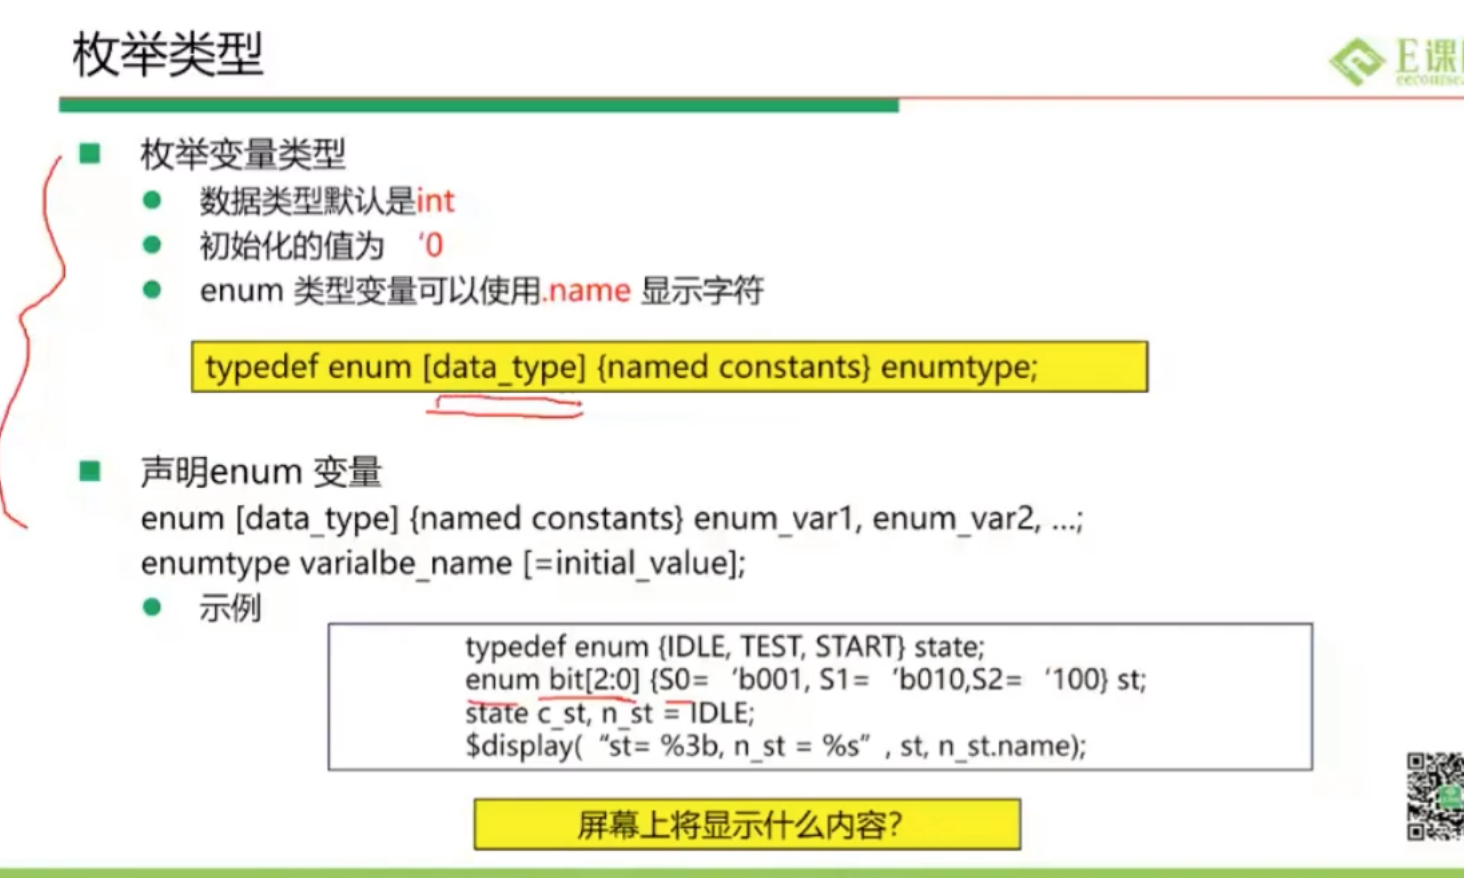 枚举类型
E课
eecourse
枚举变量类型
数据类型默认是int
初始化的值为 ‘0
enum 类型变量可以使用.name 显示字符
typedef enum [data_type] {named constants} enumtype;
声明enum 变量
enum [data_type] {named constants} enum_var1, enum_var2, ...;
enumtype varialbe_name [=initial_value];
示例
typedef enum {IDLE, TEST, START} state;
enum bit[2:0] {S0= ‘b001, S1= ‘b010,S2= ‘100} st;
state c_st, n_st = IDLE;
$display( “st= %3b, n_st = %s” , st, n_st.name);
屏幕上将显示什么内容？